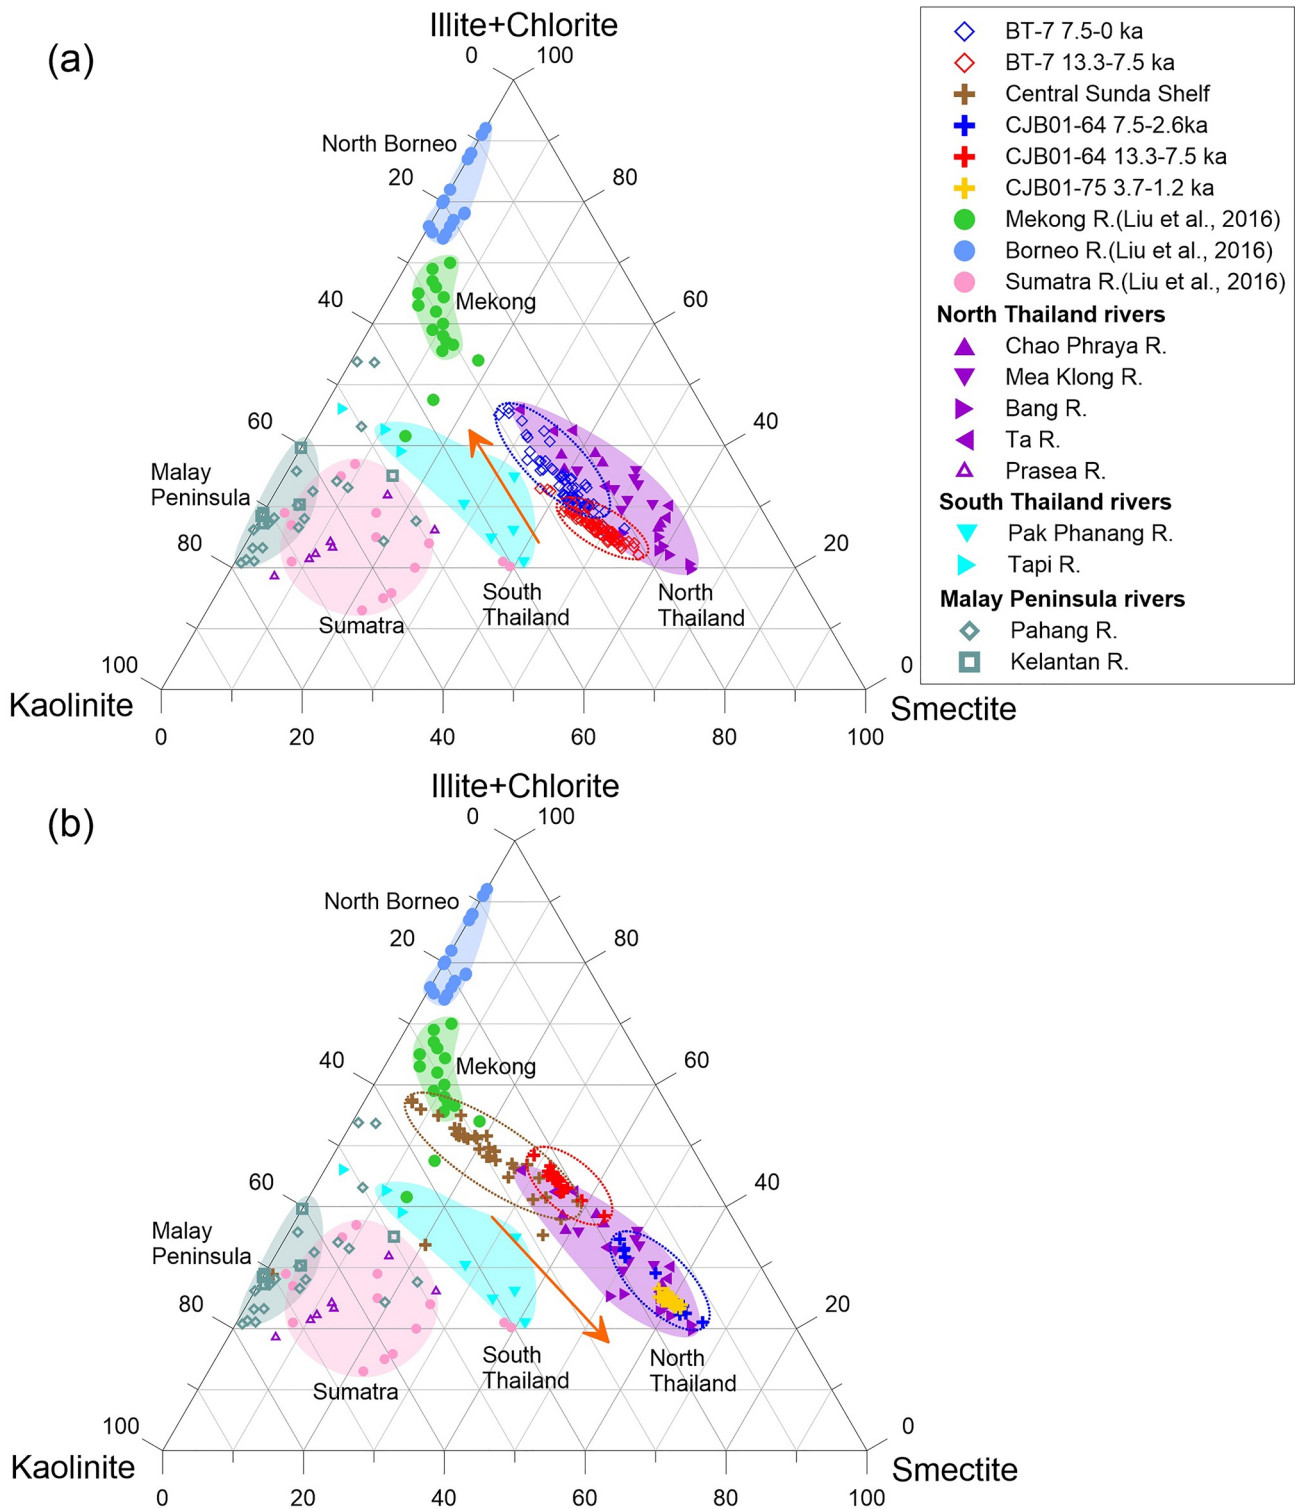 (a)
Illite+Chlorite
0 100
North Borneo
20 80
Mekong
40 60
60 40
Malay
Peninsula
80 20
South
Thailand
North
Thailand
Sumatra
100 0
Kaolinite Smectite
0 20 40 60 80 100
BT-7 7.5-0 ka
BT-7 13.3-7.5 ka
Central Sunda Shelf
CJB01-64 7.5-2.6ka
CJB01-64 13.3-7.5 ka
CJB01-75 3.7-1.2 ka
Mekong R.(Liu et al., 2016)
Borneo R.(Liu et al., 2016)
Sumatra R.(Liu et al., 2016)
North Thailand rivers
Chao Phraya R.
Mea Klong R.
Bang R.
Ta R.
Prasea R.
South Thailand rivers
Pak Phanang R.
Tapi R.
Malay Peninsula rivers
Pahang R.
Kelantan R.
(b)
Illite+Chlorite
0 100
North Borneo
20 80
Mekong
40 60
60 40
Malay
Peninsula
80 20
South
Thailand
North
Thailand
Sumatra
100 0
Kaolinite Smectite
0 20 40 60 80 100